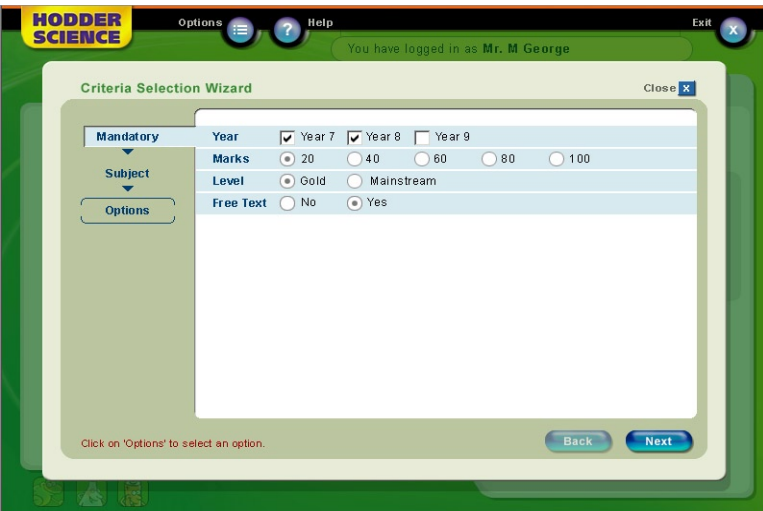 HODDER
SCIENCE
Options
? Help
Exit X
You have logged in as Mr. M George
Criteria Selection Wizard
Close X
Mandatory
Subject
Options
Year Year 7 Year 8 Year 9
Marks 20 40 60 80 100
Level Gold Mainstream
Free Text No Yes
Click on 'Options' to select an option.
Back
Next